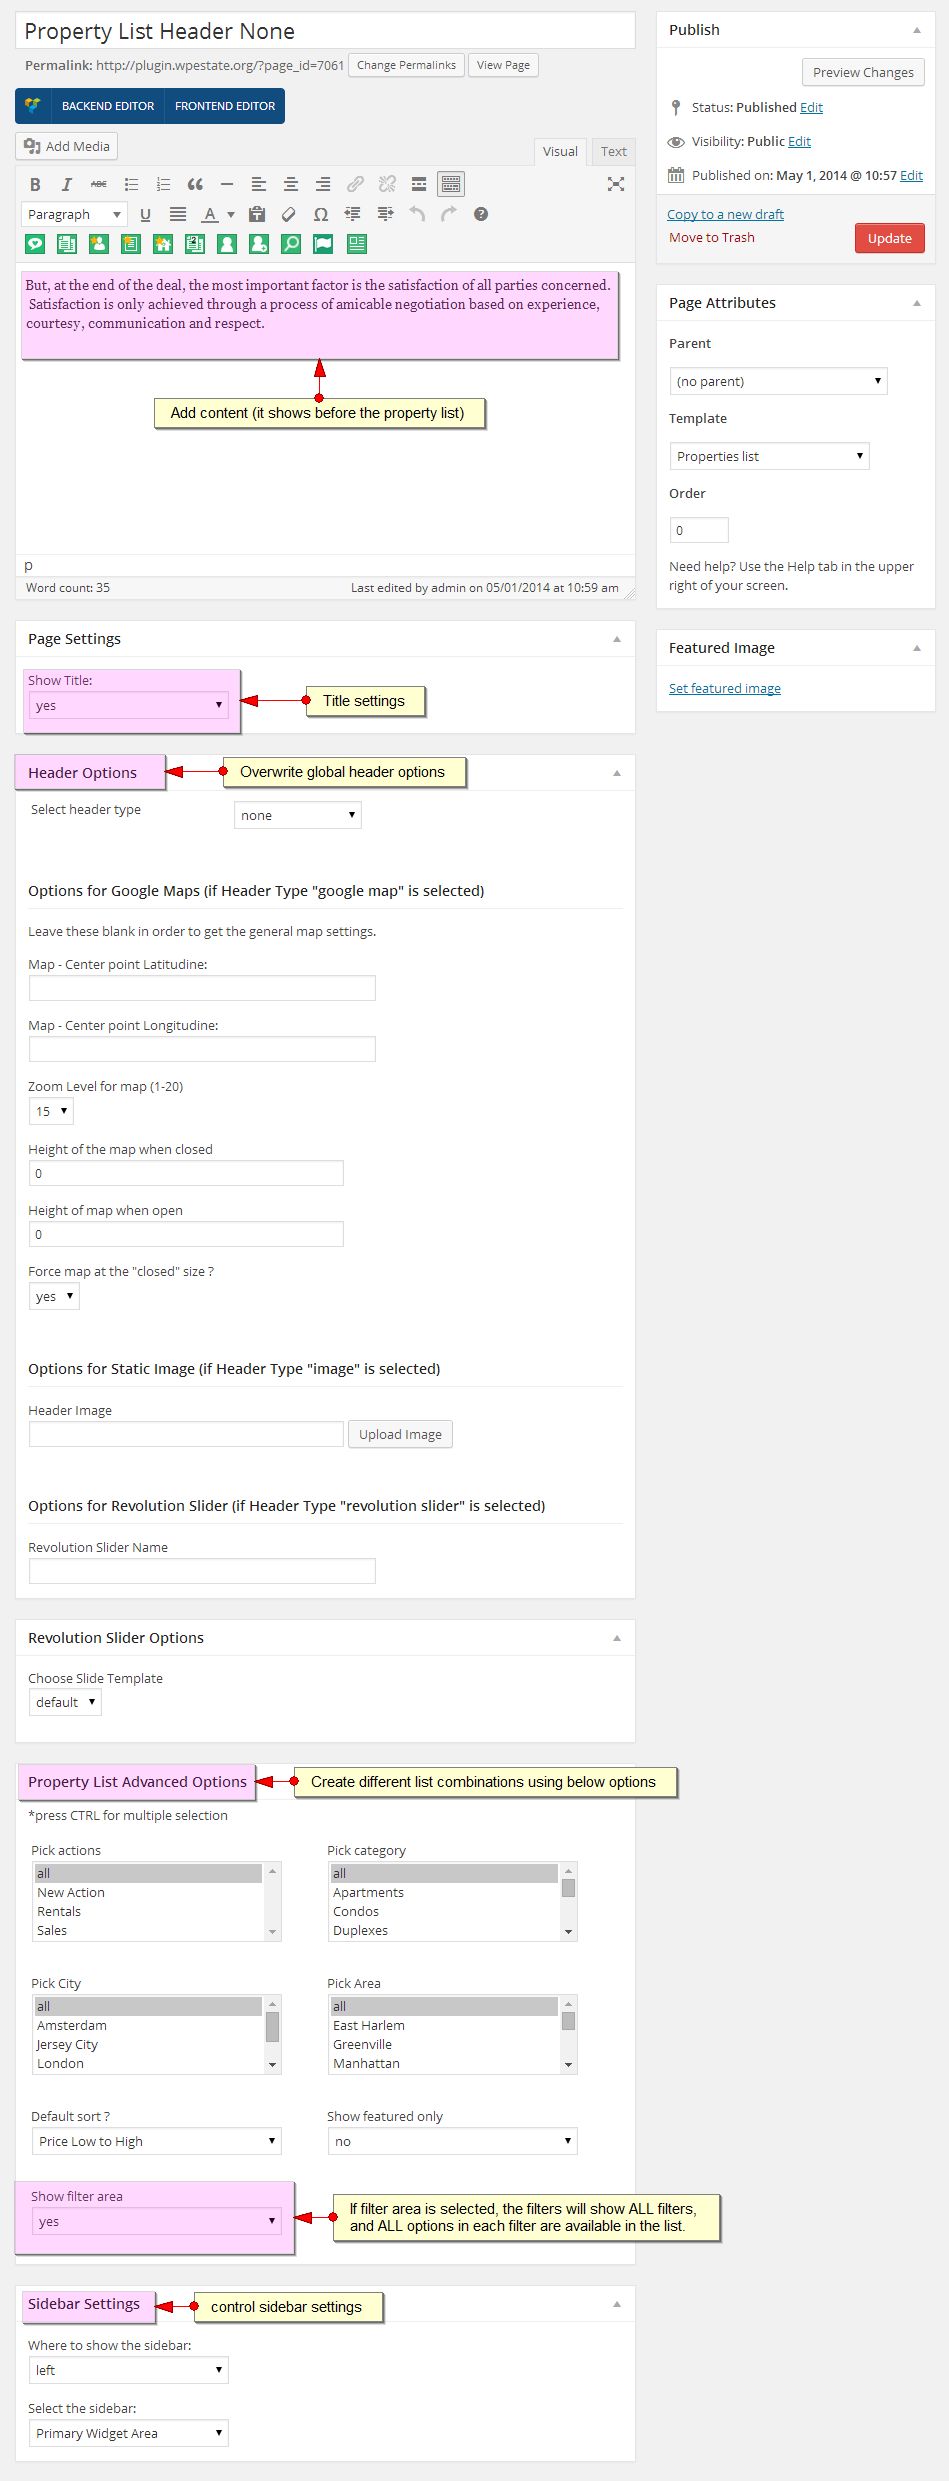 Property List Header None
Permalink: http://plugin.wpestate.org/?page_id=7061 Change Permalinks View Page
BACKEND EDITOR FRONTEND EDITOR
Add Media
Visual Text
B I ABC
Paragraph U A Ω ?
But, at the end of the deal, the most important factor is the satisfaction of all parties concerned.
Satisfaction is only achieved through a process of amicable negotiation based on experience,
courtesy, communication and respect.
Add content (it shows before the property list)
p
Word count: 35 Last edited by admin on 05/01/2014 at 10:59 am
Page Settings
Show Title:
yes
Title settings
Header Options
Overwrite global header options
Select header type none
Options for Google Maps (if Header Type "google map" is selected)
Leave these blank in order to get the general map settings.
Map - Center point Latitudine:
Map - Center point Longitudine:
Zoom Level for map (1-20)
15
Height of the map when closed
0
Height of map when open
0
Force map at the "closed" size ?
yes
Options for Static Image (if Header Type "image" is selected)
Header Image
Upload Image
Options for Revolution Slider (if Header Type "revolution slider" is selected)
Revolution Slider Name
Revolution Slider Options
Choose Slide Template
default
Property List Advanced Options
Create different list combinations using below options
*press CTRL for multiple selection
Pick actions
all
New Action
Rentals
Sales
Pick category
all
Apartments
Condos
Duplexes
Pick City
all
Amsterdam
Jersey City
London
Pick Area
all
East Harlem
Greenville
Manhattan
Default sort ?
Price Low to High
Show featured only
no
Show filter area
yes
If filter area is selected, the filters will show ALL filters,
and ALL options in each filter are available in the list.
Sidebar Settings
control sidebar settings
Where to show the sidebar:
left
Select the sidebar:
Primary Widget Area
Publish
Preview Changes
Status: Published Edit
Visibility: Public Edit
Published on: May 1, 2014 @ 10:57 Edit
Copy to a new draft
Move to Trash
Update
Page Attributes
Parent
(no parent)
Template
Properties list
Order
0
Need help? Use the Help tab in the upper
right of your screen.
Featured Image
Set featured image